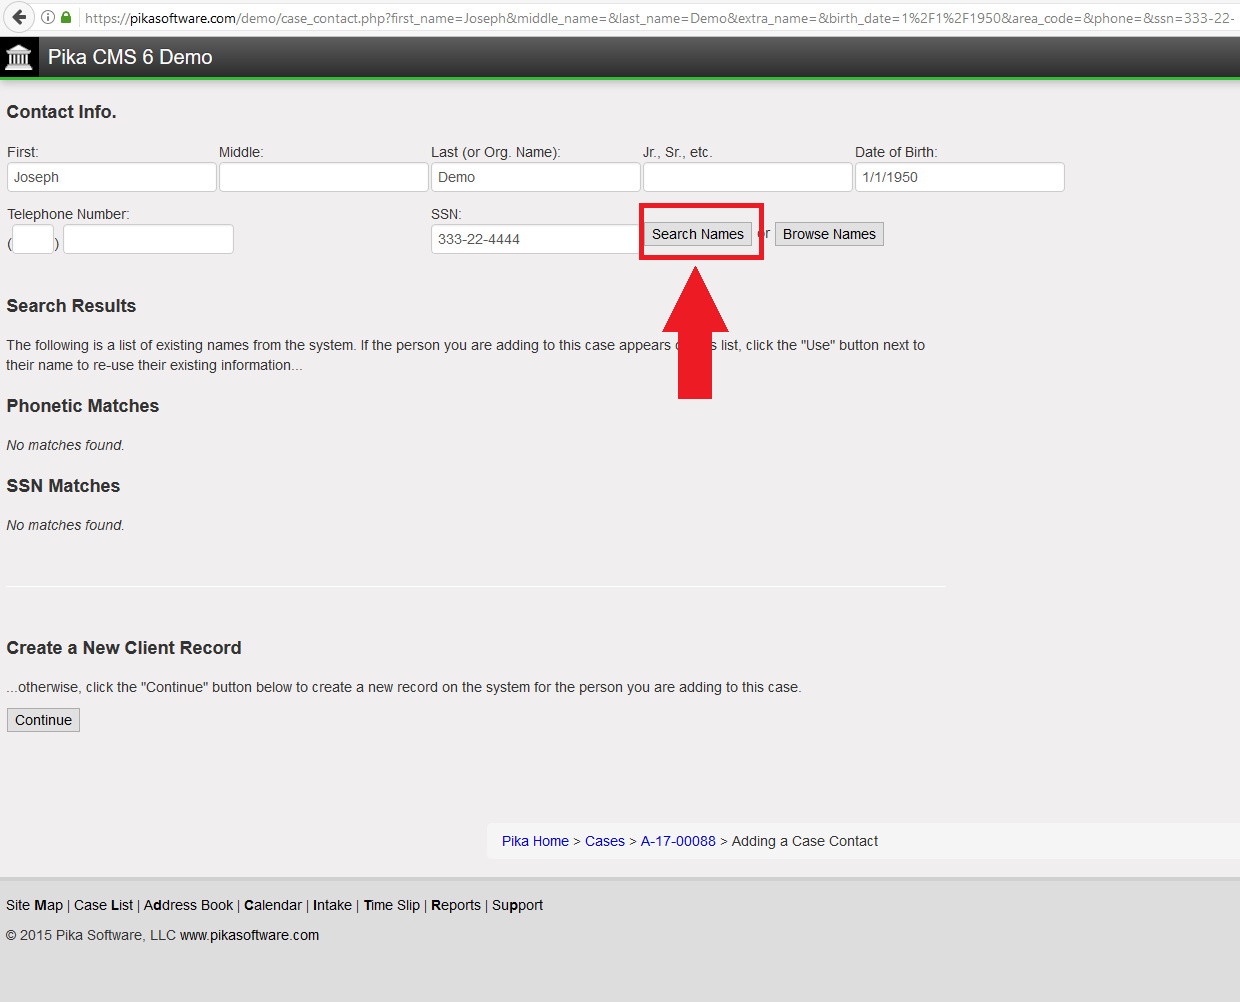 https://pikasoftware.com/demo/case_contact.php?first_name=Joseph&middle_name=&last_name=Demo&extra_name=&birth_date=1%2F1%2F1950&area_code=&phone=&ssn=333-22-
Pika CMS 6 Demo
Contact Info.
First: Middle: Last (or Org. Name): Jr., Sr., etc. Date of Birth:
Joseph Demo 1/1/1950
Telephone Number: SSN:
( ) 333-22-4444 Search Names or Browse Names
Search Results
The following is a list of existing names from the system. If the person you are adding to this case appears list, click the "Use" button next to
their name to re-use their existing information...
Phonetic Matches
No matches found.
SSN Matches
No matches found.
Create a New Client Record
...otherwise, click the "Continue" button below to create a new record on the system for the person you are adding to this case.
Continue
Pika Home > Cases > A-17-00088 > Adding a Case Contact
Site Map | Case List | Address Book | Calendar | Intake | Time Slip | Reports | Support
© 2015 Pika Software, LLC www.pikasoftware.com